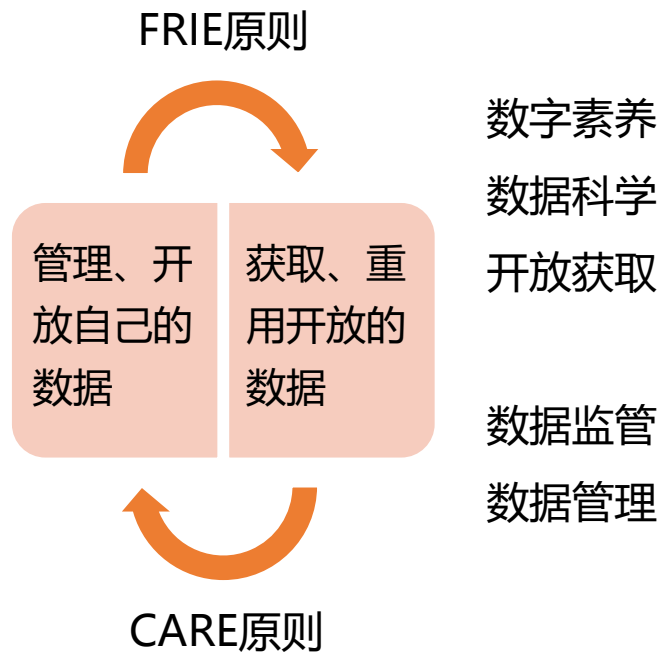 FRIE原则
管理、开
放自己的
数据
获取、重
用开放的
数据
CARE原则
数字素养
数据科学
开放获取
数据监管
数据管理